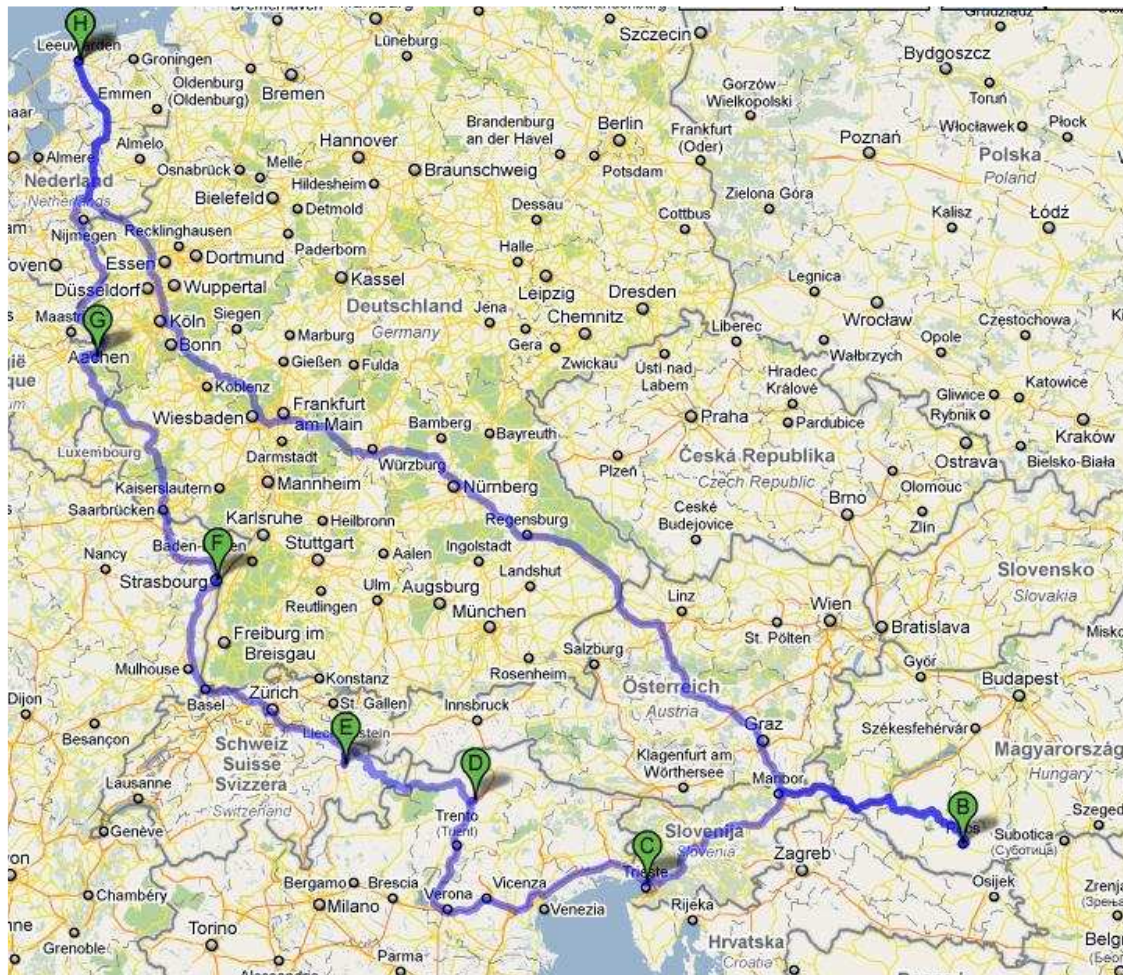 H
Leeuwarden
Groningen
Lüneburg
Szczecin
Bydgoszcz
Emmen
Oldenburg
(Oldenburg)
Bremen
Gorzów
Wielkopolski
Toruń
Almere
Almelo
Osnabrück
Melle
Hannover
Brandenburg
an der Havel
Berlin
Frankfurt
(Oder)
Poznań
Włocławek
Płock
Nederland
Netherlands
Bielefeld
Hildesheim
Braunschweig
Potsdam
Polska
Poland
Detmold
Dessau
Cottbus
Zielona Góra
Kalisz
Łódź
Nijmegen
Recklinghausen
Paderborn
Halle
Essen
Dortmund
Kassel
Leipzig
Legnica
Düsseldorf
Wuppertal
Deutschland
Germany
Dresden
Wrocław
Częstochowa
G
Köln
Siegen
Marburg
Jena
Gera
Chemnitz
Liberec
Opole
Aachen
Bonn
Gießen
Fulda
Zwickau
Ústí nad
Labem
Wałbrzych
Koblenz
Hradec
Králové
Gliwice
Katowice
Wiesbaden
Frankfurt
am Main
Bamberg
Bayreuth
Praha
Pardubice
Rybnik
Kraków
Luxembourg
Darmstadt
Würzburg
Plzeň
Česká Republika
Czech Republic
Ostrava
Bielsko-Biała
Kaiserslautern
Mannheim
Nürnberg
Olomouc
Saarbrücken
Karlsruhe
Heilbronn
Regensburg
České
Budejovice
Brno
Zlín
Nancy
F
Stuttgart
Aalen
Ingolstadt
Slovensko
Slovakia
Strasbourg
Reutlingen
Ulm
Augsburg
Landshut
Linz
Wien
München
St. Pölten
Bratislava
Freiburg im
Breisgau
Rosenheim
Salzburg
Győr
Mulhouse
Konstanz
Österreich
Austria
Budapest
Dijon
Basel
Zürich
St. Gallen
Innsbruck
Graz
Székesfehérvár
Besançon
Schweiz
Suisse
Svizzera
Switzerland
E
D
Klagenfurt am
Wörthersee
Magyarország
Hungary
Lausanne
Maribor
B
Genève
Trento
(Trient)
C
Slovenija
Slovenia
Subotica
(Суботица)
Trieste
Zagreb
Chambéry
Bergamo
Brescia
Vicenza
Osijek
Milano
Verona
Venezia
Rijeka
Grenoble
Torino
Parma
Hrvatska
Croatia